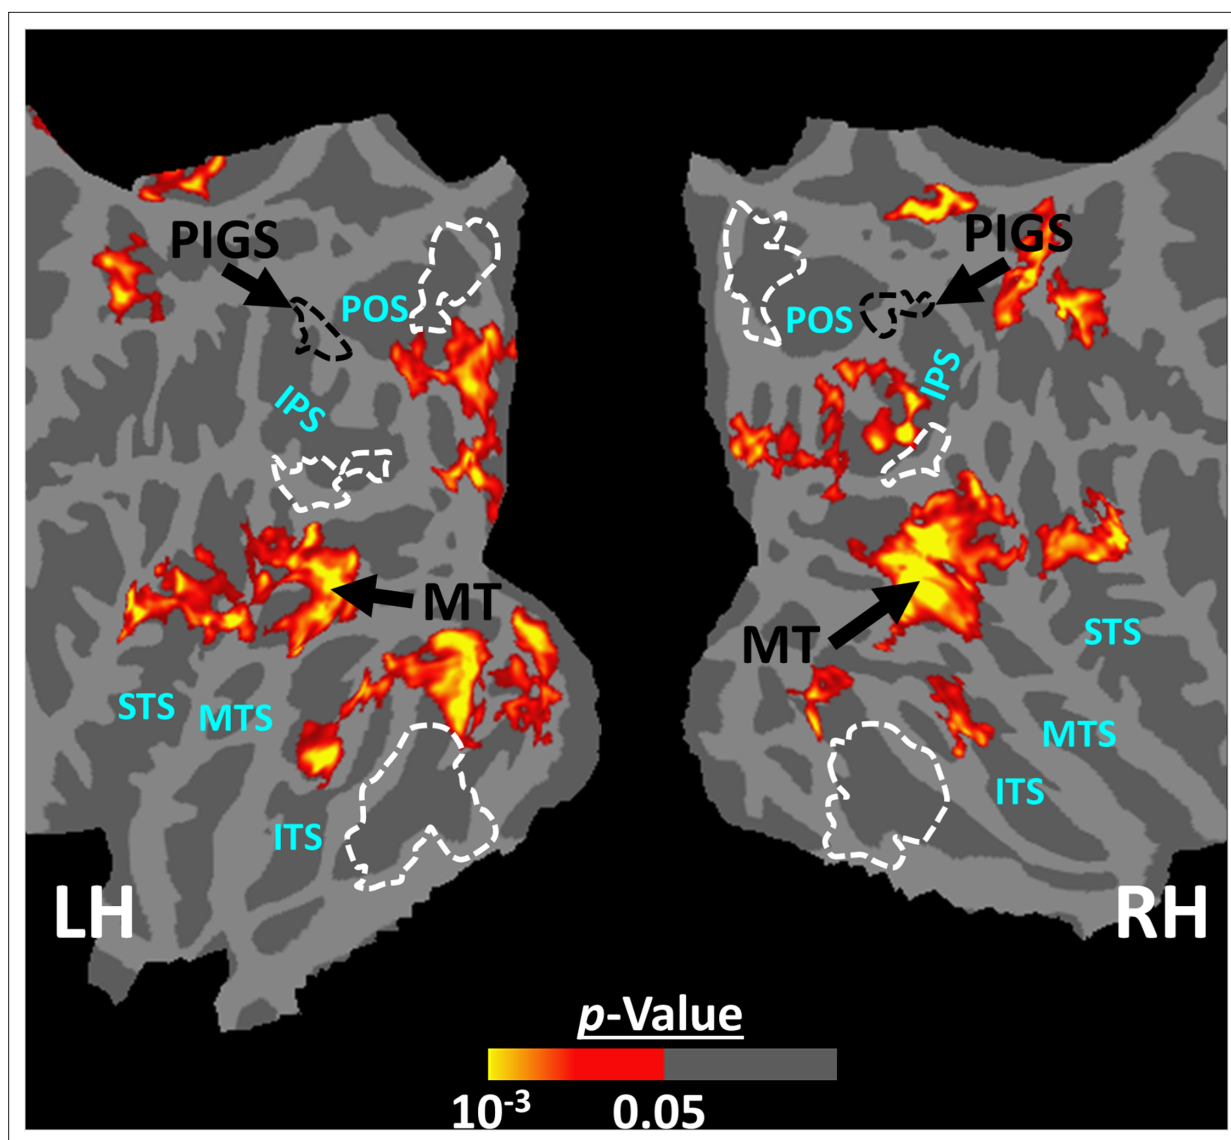 PIGS
PIGS
POS
POS
IPS
IPS
MT
MT
STS
STS
MTS
MTS
ITS
ITS
LH
RH
p-Value
10⁻³
0.05